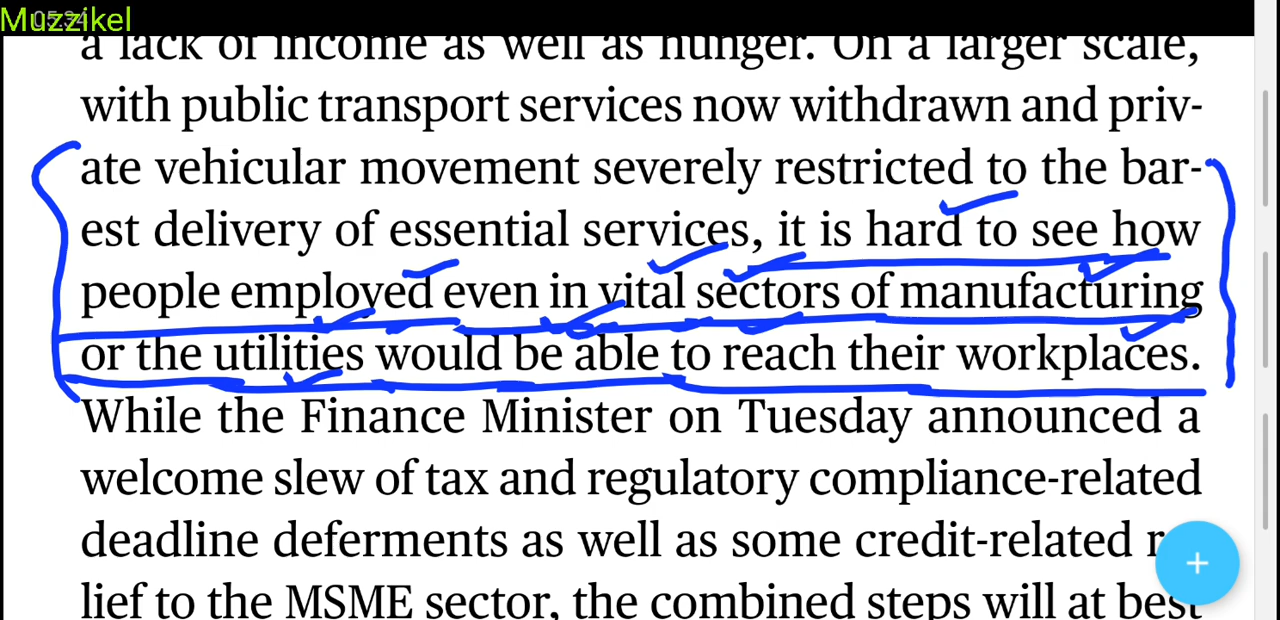 Muzzikel
05:34
a lack of income as well as hunger. On a larger scale,
with public transport services now withdrawn and priv-
ate vehicular movement severely restricted to the bar-
est delivery of essential services, it is hard to see how
people employed even in vital sectors of manufacturing
or the utilities would be able to reach their workplaces.
While the Finance Minister on Tuesday announced a
welcome slew of tax and regulatory compliance-related
deadline deferments as well as some credit-related
lief to the MSME sector, the combined steps will at best